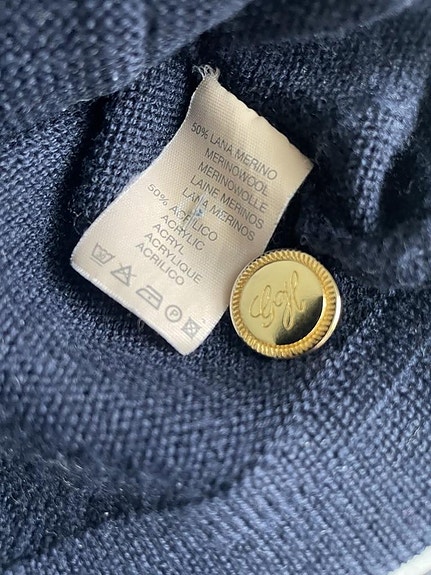 50% LANA MERINO
MERINOWOOL
MERINOWOLLE
LAINE MERINOS
LANA MERINOS
50% ACRILICO
ACRYLIC
ACRYL
ACRYLIQUE
ACRILICO
P